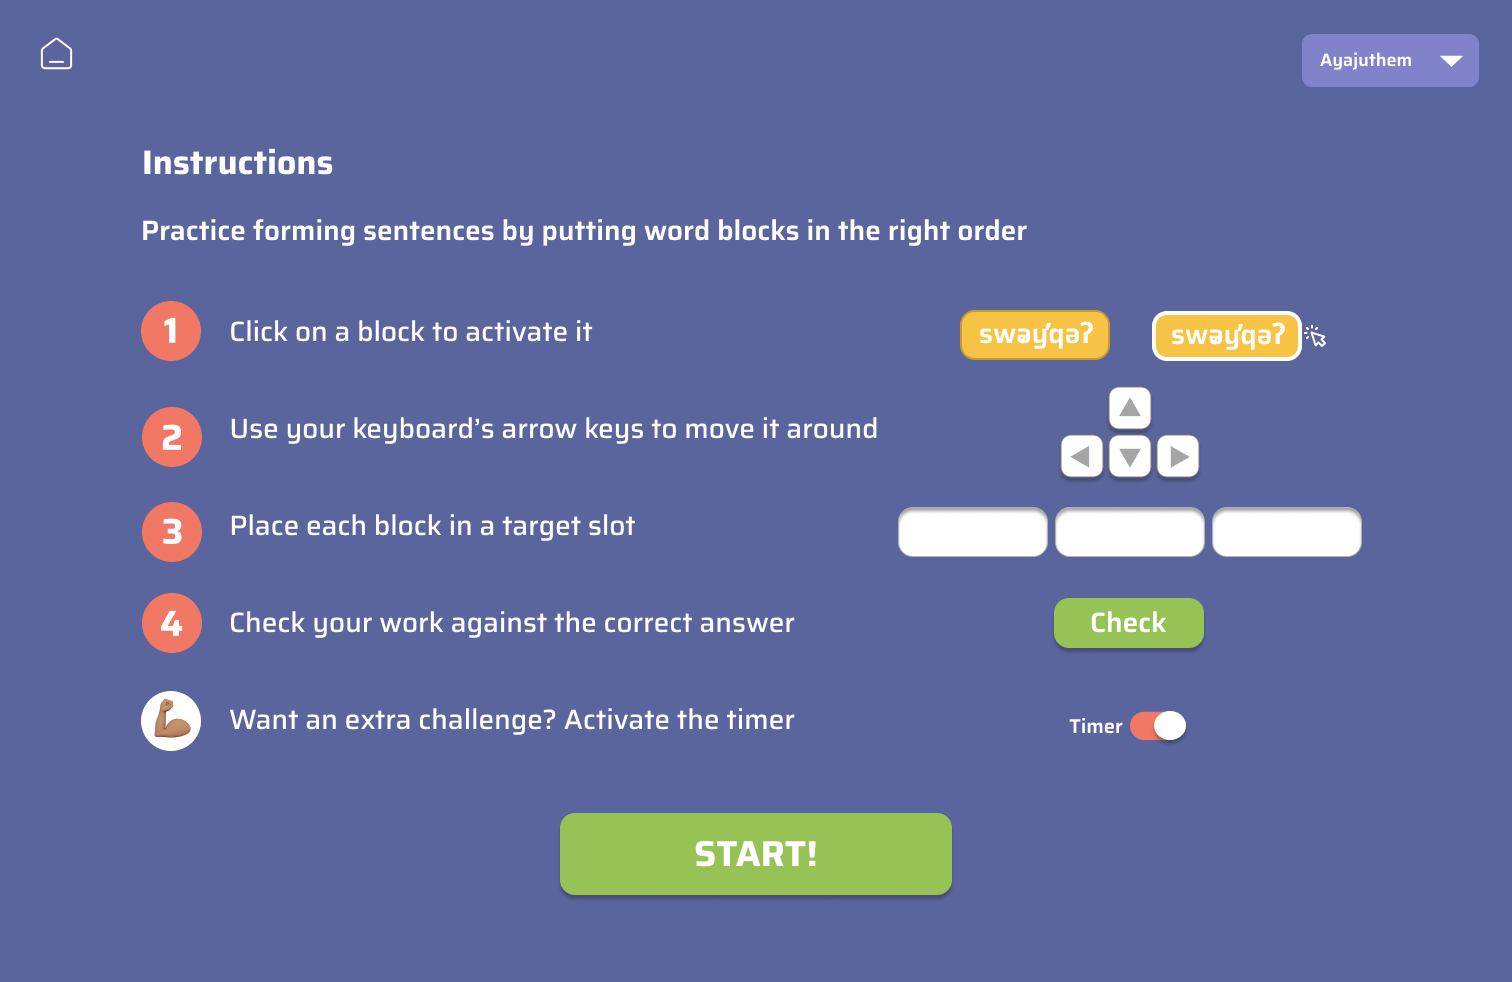 Ayajuthem
Instructions
Practice forming sentences by putting word blocks in the right order
1 Click on a block to activate it
swəy̓qəʔ swəy̓qəʔ
2 Use your keyboard’s arrow keys to move it around
3 Place each block in a target slot
4 Check your work against the correct answer
Check
Want an extra challenge? Activate the timer
Timer
START!